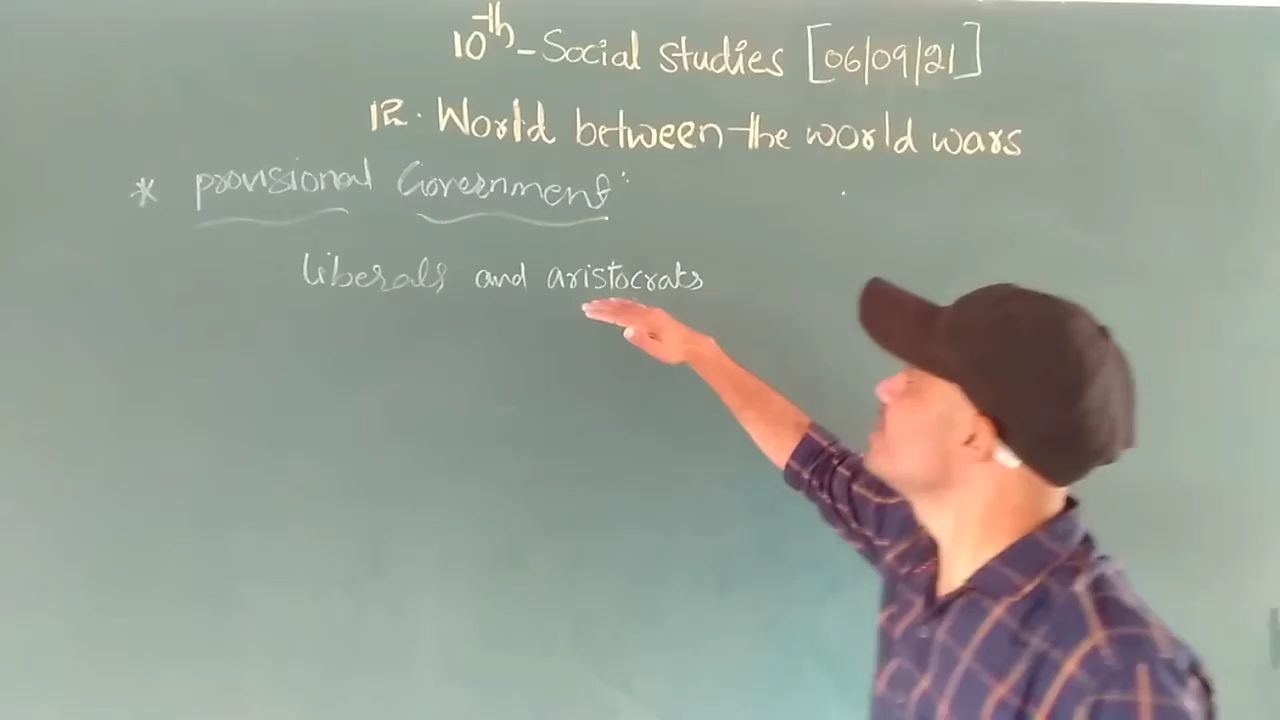 10th - Social Studies [06/09/21]
12. World between the world wars
* provisional Government:
liberals and aristocrats